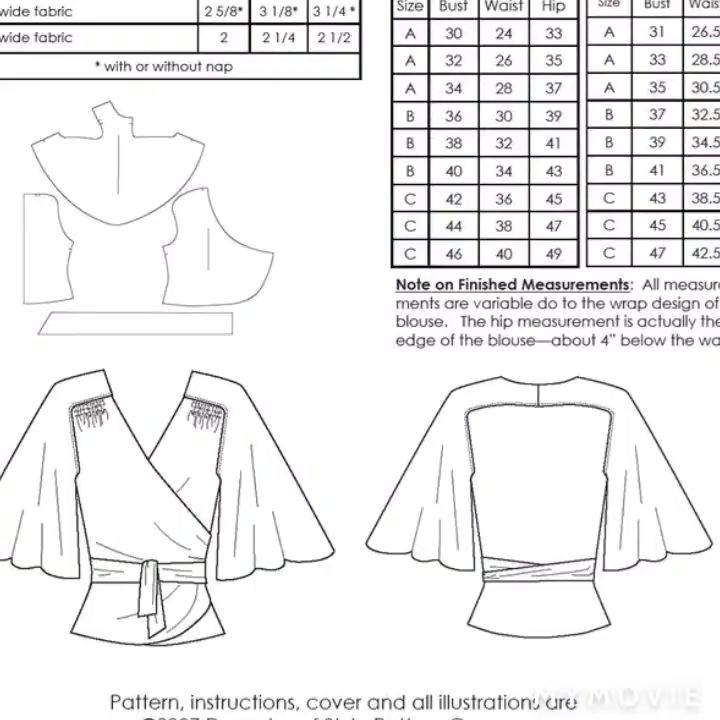 wide fabric 2 5/8* 3 1/8* 3 1/4 *
wide fabric 2 2 1/4 2 1/2
* with or without nap
Size Bust Waist Hip
A 30 24 33
A 32 26 35
A 34 28 37
B 36 30 39
B 38 32 41
B 40 34 43
C 42 36 45
C 44 38 47
C 46 40 49
Size Bust Wais
A 31 26.5
A 33 28.5
A 35 30.5
B 37 32.5
B 39 34.5
B 41 36.5
C 43 38.5
C 45 40.5
C 47 42.5
Note on Finished Measurements: All measure
ments are variable do to the wrap design of
blouse. The hip measurement is actually the
edge of the blouse—about 4" below the wa
Pattern, instructions, cover and all illustrations are
MYMOVIE